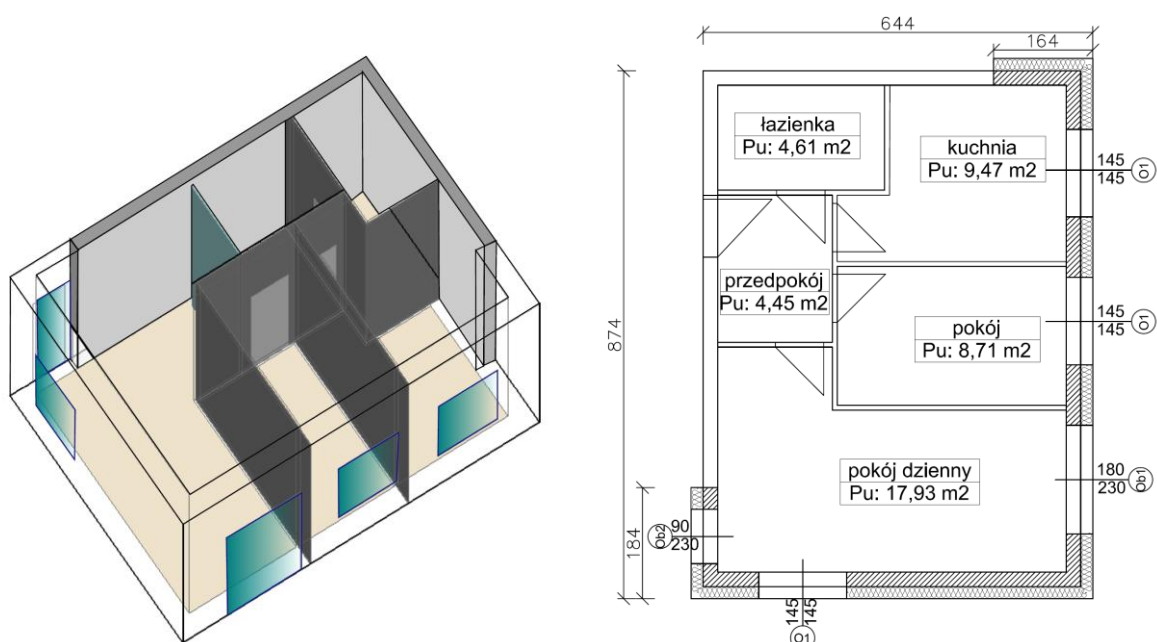 644
164
łazienka
Pu: 4,61 m2
kuchnia
Pu: 9,47 m2
145
145
O1
przedpokój
Pu: 4,45 m2
pokój
Pu: 8,71 m2
145
145
O1
874
pokój dzienny
Pu: 17,93 m2
180
230
Ob1
184
Ob2
90
230
145
145
O1